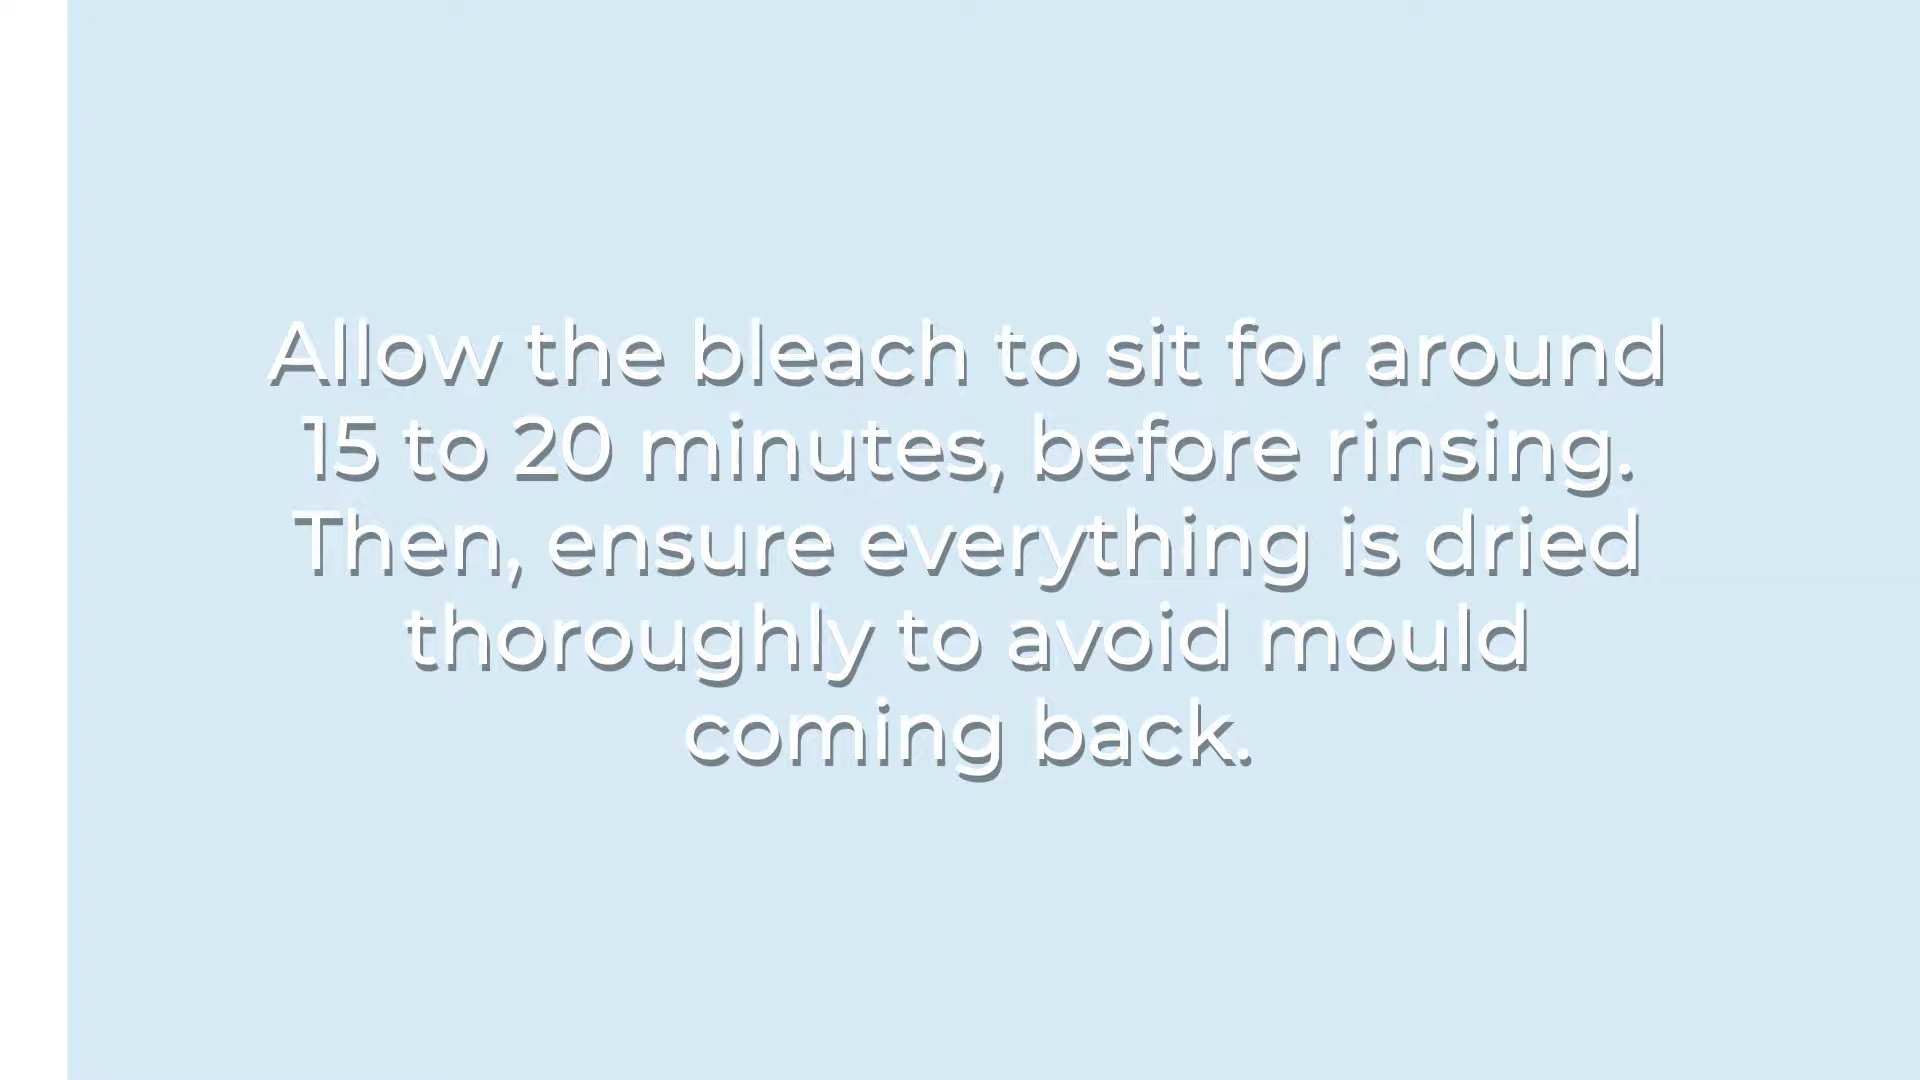 Allow the bleach to sit for around
15 to 20 minutes, before rinsing.
Then, ensure everything is dried
thoroughly to avoid mould
coming back.